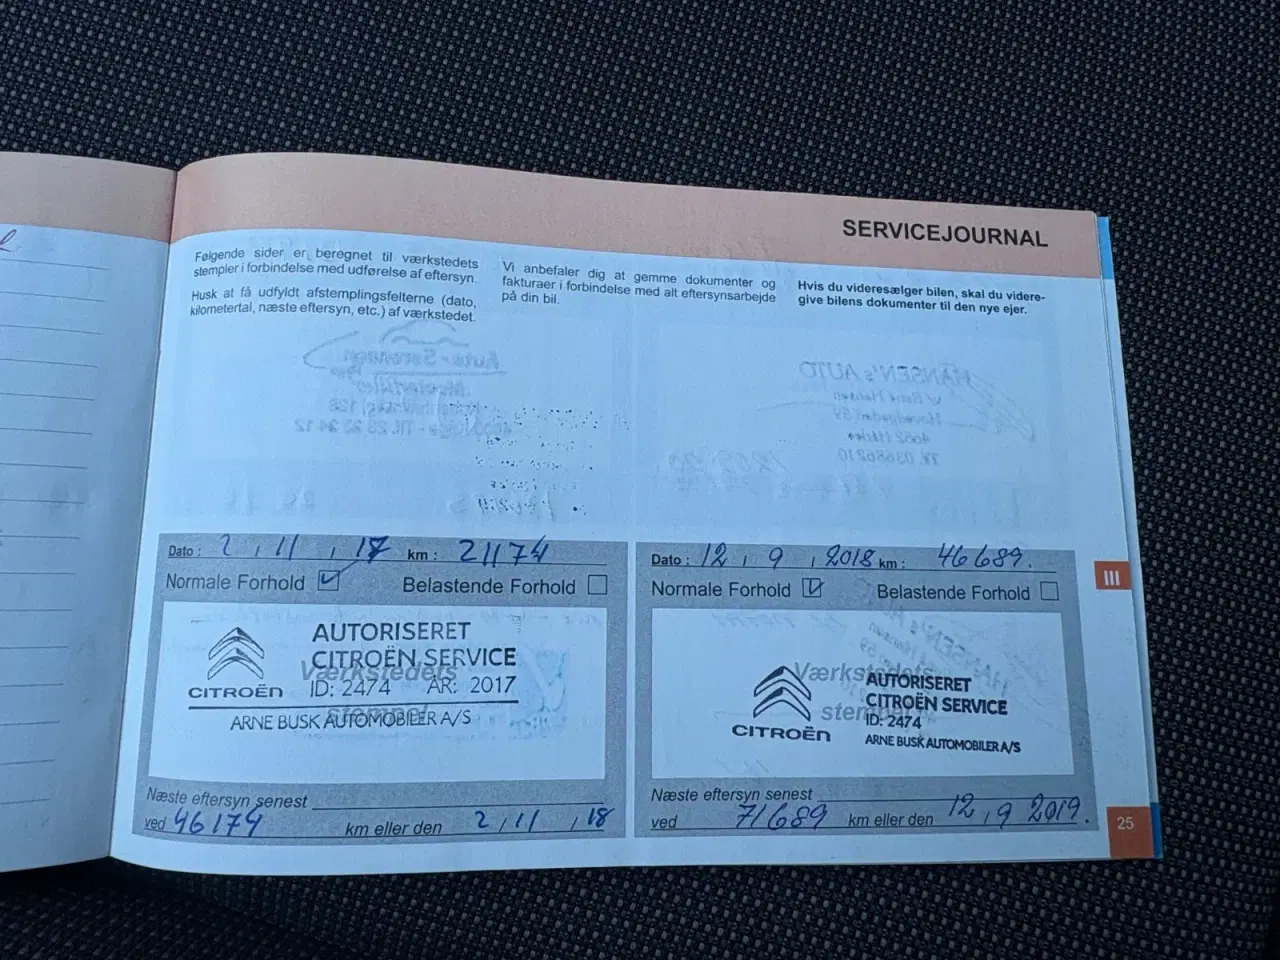 SERVICEJOURNAL
Følgende sider er beregnet til værkstedets
stempler i forbindelse med udførelse af eftersyn.
Husk at få udfyldt afstemplingsfelterne (dato,
kilometertal, næste eftersyn, etc.) af værkstedet.
Vi anbefaler dig at gemme dokumenter og
fakturaer i forbindelse med alt eftersynsarbejde
på din bil.
Hvis du videresælger bilen, skal du videre-
give bilens dokumenter til den nye ejer.
Dato : 2 , 11 , 17 km : 21174
Normale Forhold Belastende Forhold
Værkstedets
stempel
AUTORISERET
CITROËN SERVICE
CITROËN ID: 2474 AR: 2017
ARNE BUSK AUTOMOBILER A/S
Næste eftersyn senest
ved 46174 km eller den 2 , 11 , 18
Dato : 12 , 9 , 2018 km : 46689.
Normale Forhold Belastende Forhold
Værkstedets
stempel
AUTORISERET
CITROËN SERVICE
ID: 2474
CITROËN
ARNE BUSK AUTOMOBILER A/S
Næste eftersyn senest
ved 71689 km eller den 12 , 9 2019.
III
25